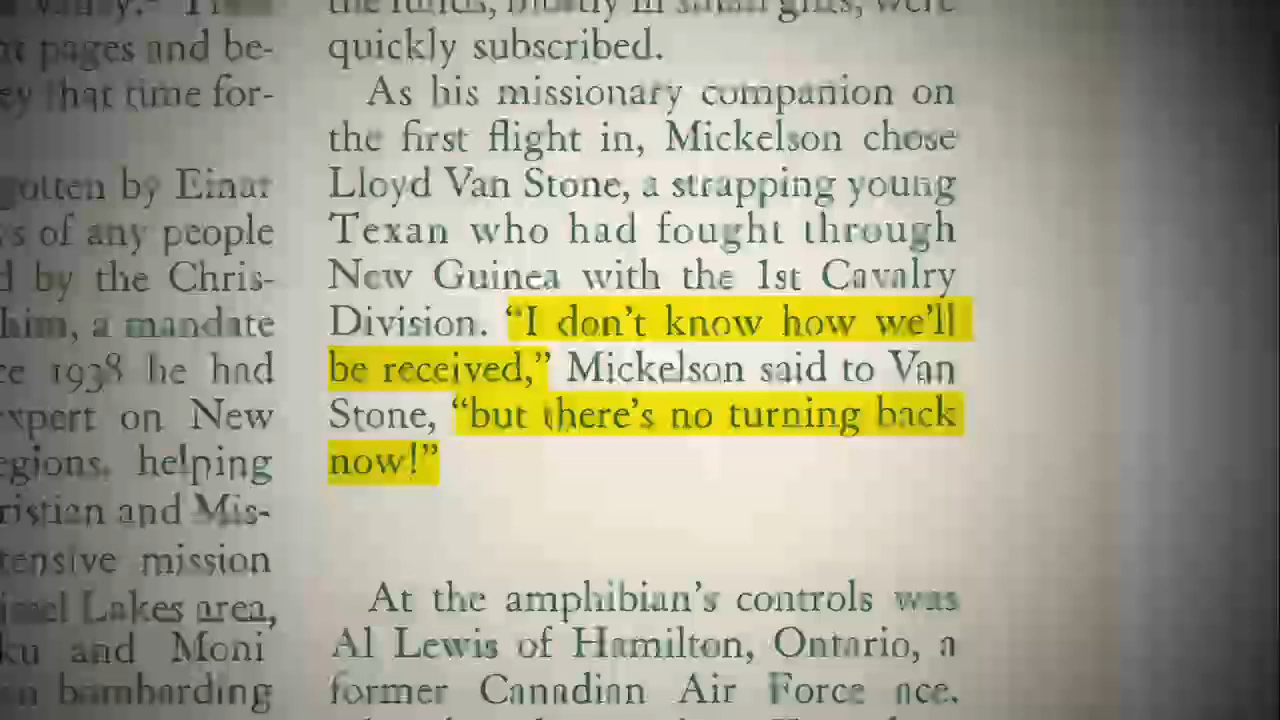 pages and be-
that time for-
by Einar
of any people
by the Chris-
him, a mandate
1938 he had
on New
helping
and Mis-
mission
Lakes area,
and Moni
bombarding
quickly subscribed.
As his missionary companion on
the first flight in, Mickelson chose
Lloyd Van Stone, a strapping young
Texan who had fought through
New Guinea with the 1st Cavalry
Division. “I don’t know how we’ll
be received,” Mickelson said to Van
Stone, “but there’s no turning back
now!”
At the amphibian’s controls was
Al Lewis of Hamilton, Ontario, a
former Canadian Air Force ace.